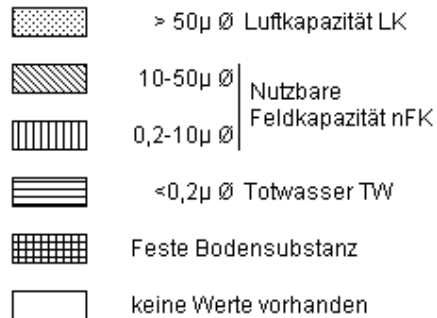 > 50µ Ø Luftkapazität LK
10-50µ Ø
Nutzbare
Feldkapazität nFK
0,2-10µ Ø
<0,2µ Ø Totwasser TW
Feste Bodensubstanz
keine Werte vorhanden